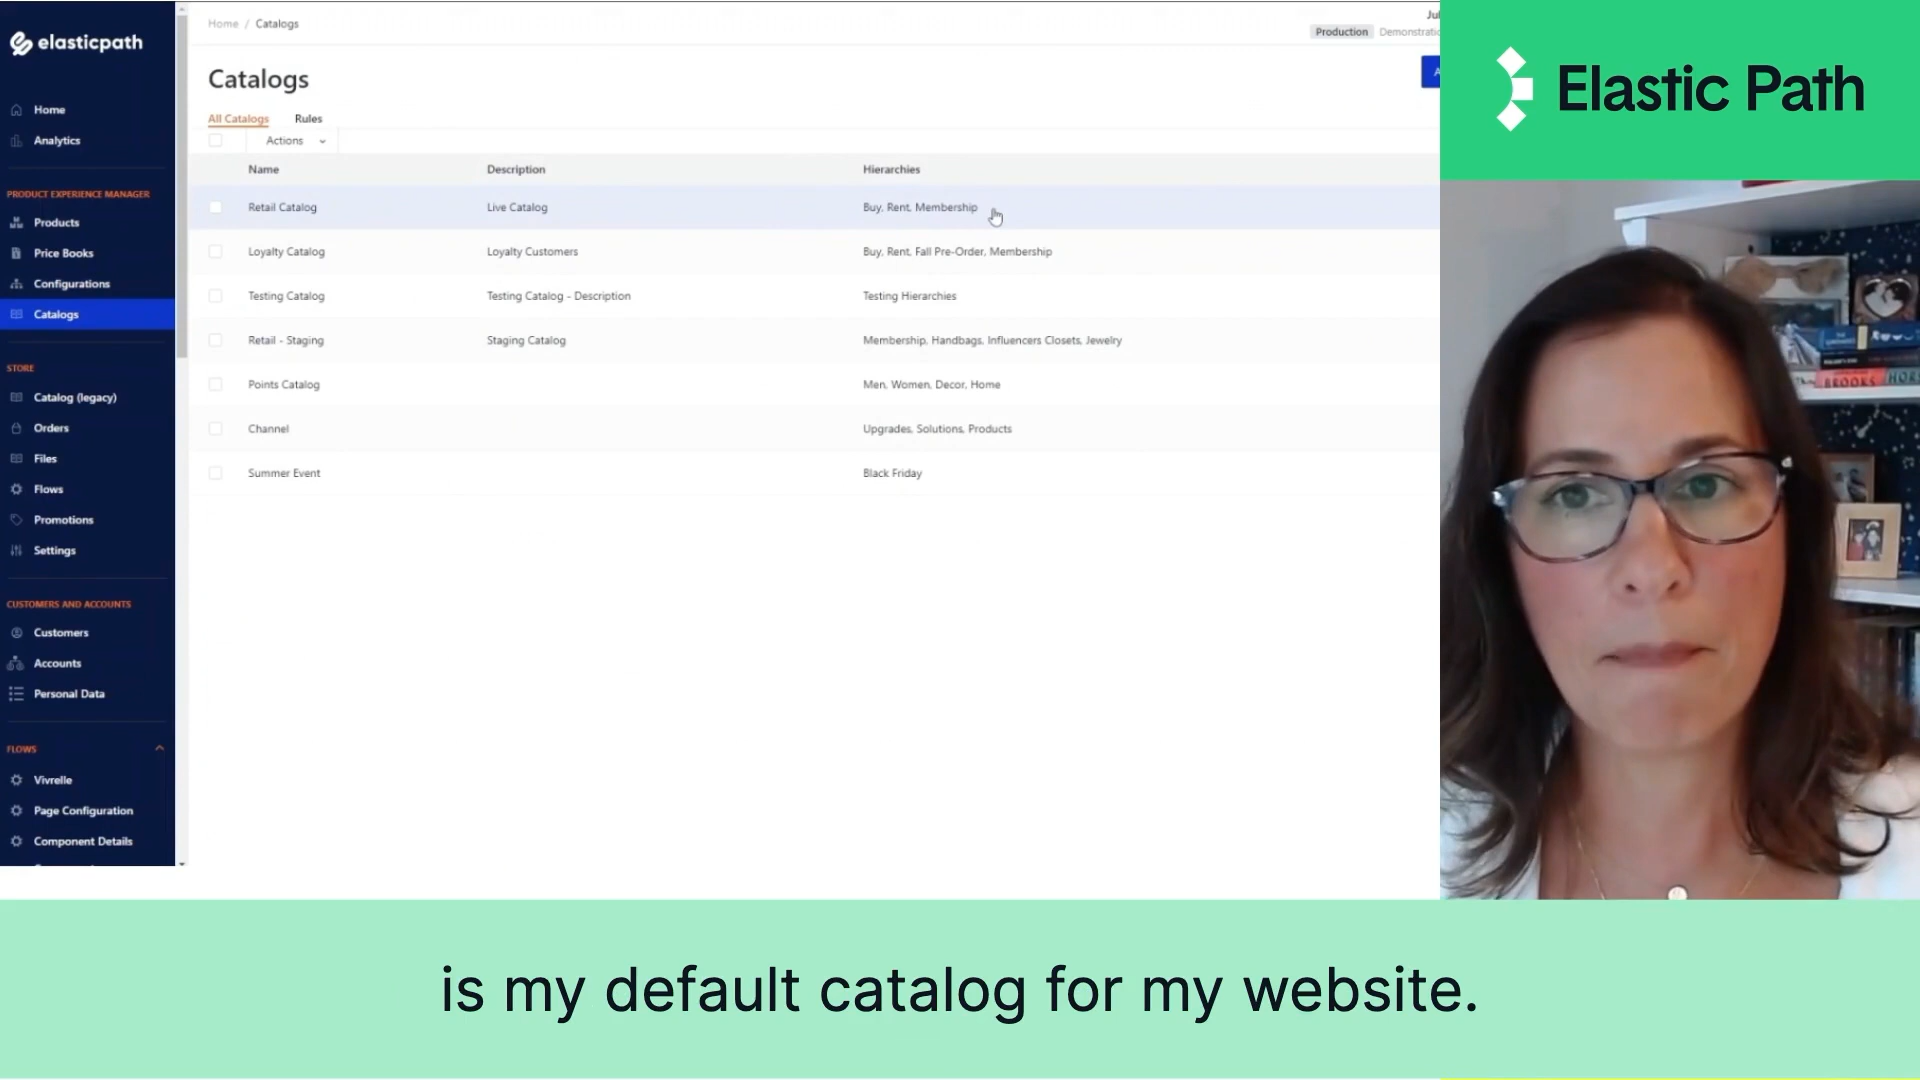 elasticpath
Home
Analytics
PRODUCT EXPERIENCE MANAGER
Products
Price Books
Configurations
Catalogs
STORE
Catalog (legacy)
Orders
Files
Flows
Promotions
Settings
CUSTOMERS AND ACCOUNTS
Customers
Accounts
Personal Data
FLOWS
Vivrelle
Page Configuration
Component Details
Home / Catalogs
Jul
Production Demonstratio
Catalogs
A
All Catalogs Rules
Actions
Name Description Hierarchies
Retail Catalog Live Catalog Buy, Rent, Membership
Loyalty Catalog Loyalty Customers Buy, Rent, Fall Pre-Order, Membership
Testing Catalog Testing Catalog - Description Testing Hierarchies
Retail - Staging Staging Catalog Membership, Handbags, Influencers Closets, Jewelry
Points Catalog Men, Women, Decor, Home
Channel Upgrades, Solutions, Products
Summer Event Black Friday
Elastic Path
BROOKS
is my default catalog for my website.